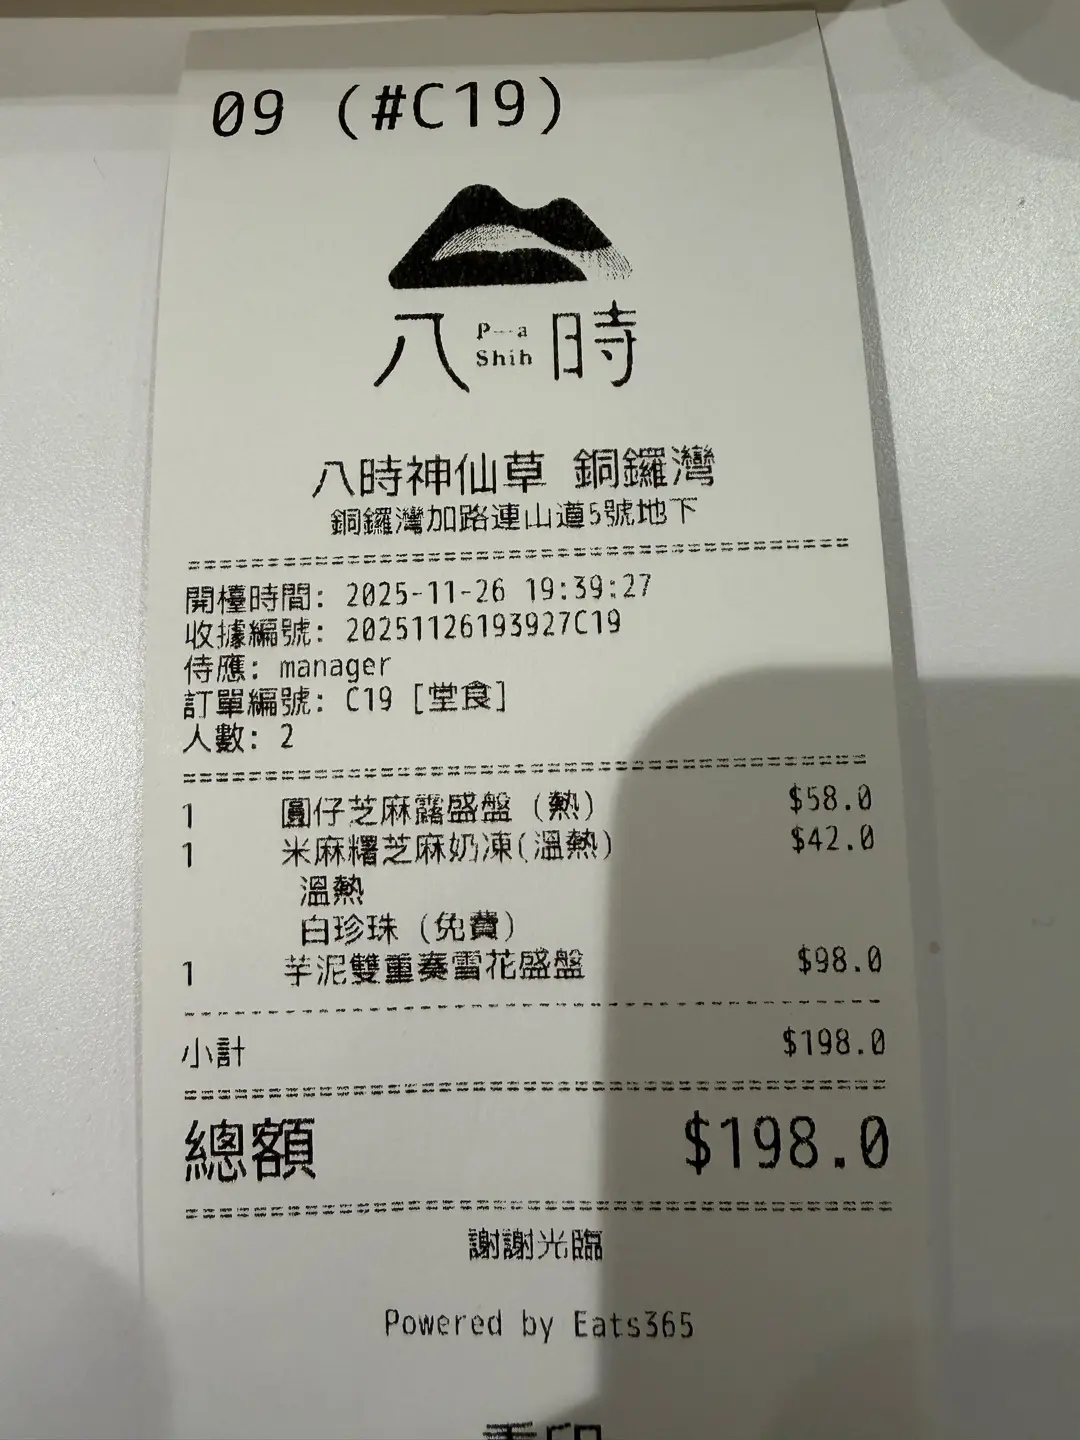 09 (#C19)
八 P—a Shih 時
八時神仙草 銅鑼灣
銅鑼灣加路連山道5號地下
開檯時間: 2025-11-26 19:39:27
收據編號: 20251126193927C19
侍應: manager
訂單編號: C19 [堂食]
人數: 2
1 圓仔芝麻露盛盤 (熱) $58.0
1 米麻糬芝麻奶凍(溫熱) $42.0
溫熱
白珍珠 (免費)
1 芋泥雙重奏雪花盛盤 $98.0
小計 $198.0
總額 $198.0
謝謝光臨
Powered by Eats365